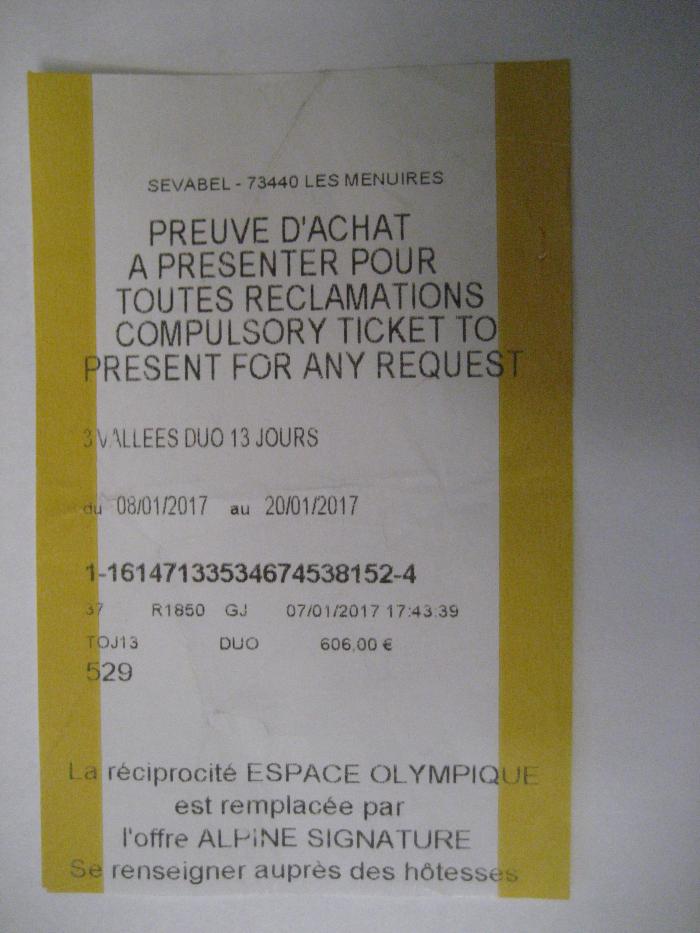 SEVABEL - 73440 LES MENUIRES
PREUVE D'ACHAT
A PRESENTER POUR
TOUTES RECLAMATIONS
COMPULSORY TICKET TO
PRESENT FOR ANY REQUEST
3 VALLEES DUO 13 JOURS
du 08/01/2017 au 20/01/2017
1-16147133534674538152-4
37 R1850 GJ 07/01/2017 17:43:39
TOJ13 DUO 606,00 €
529
La réciprocité ESPACE OLYMPIQUE
est remplacée par
l'offre ALPINE SIGNATURE
Se renseigner auprès des hôtesses